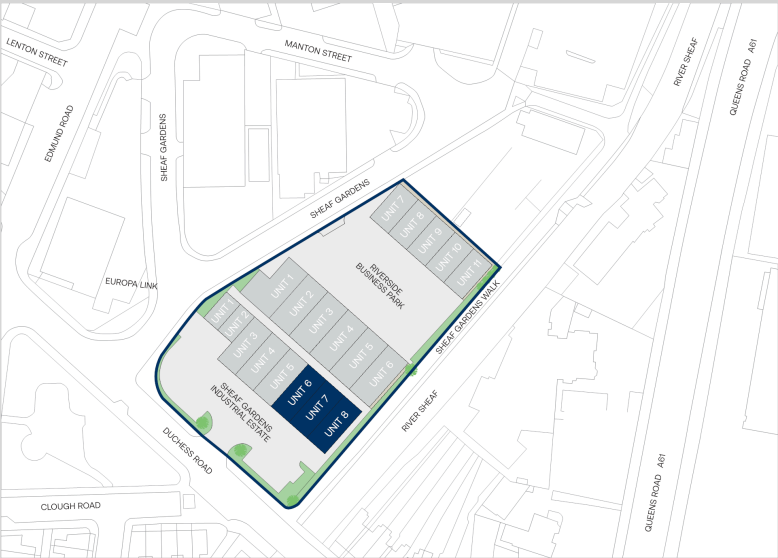 LENTON STREET
MANTON STREET
RIVER SHEAF
QUEENS ROAD A61
EDMUND ROAD
SHEAF GARDENS
SHEAF GARDENS
UNIT 7
UNIT 8
UNIT 9
UNIT 10
UNIT 11
RIVERSIDE
BUSINESS PARK
EUROPA LINK
UNIT 1
UNIT 2
UNIT 3
UNIT 4
UNIT 5
UNIT 6
SHEAF GARDENS WALK
UNIT 1
UNIT 2
UNIT 3
UNIT 4
UNIT 5
UNIT 6
UNIT 7
UNIT 8
SHEAF GARDENS
INDUSTRIAL ESTATE
RIVER SHEAF
DUCHESS ROAD
QUEENS ROAD A61
CLOUGH ROAD